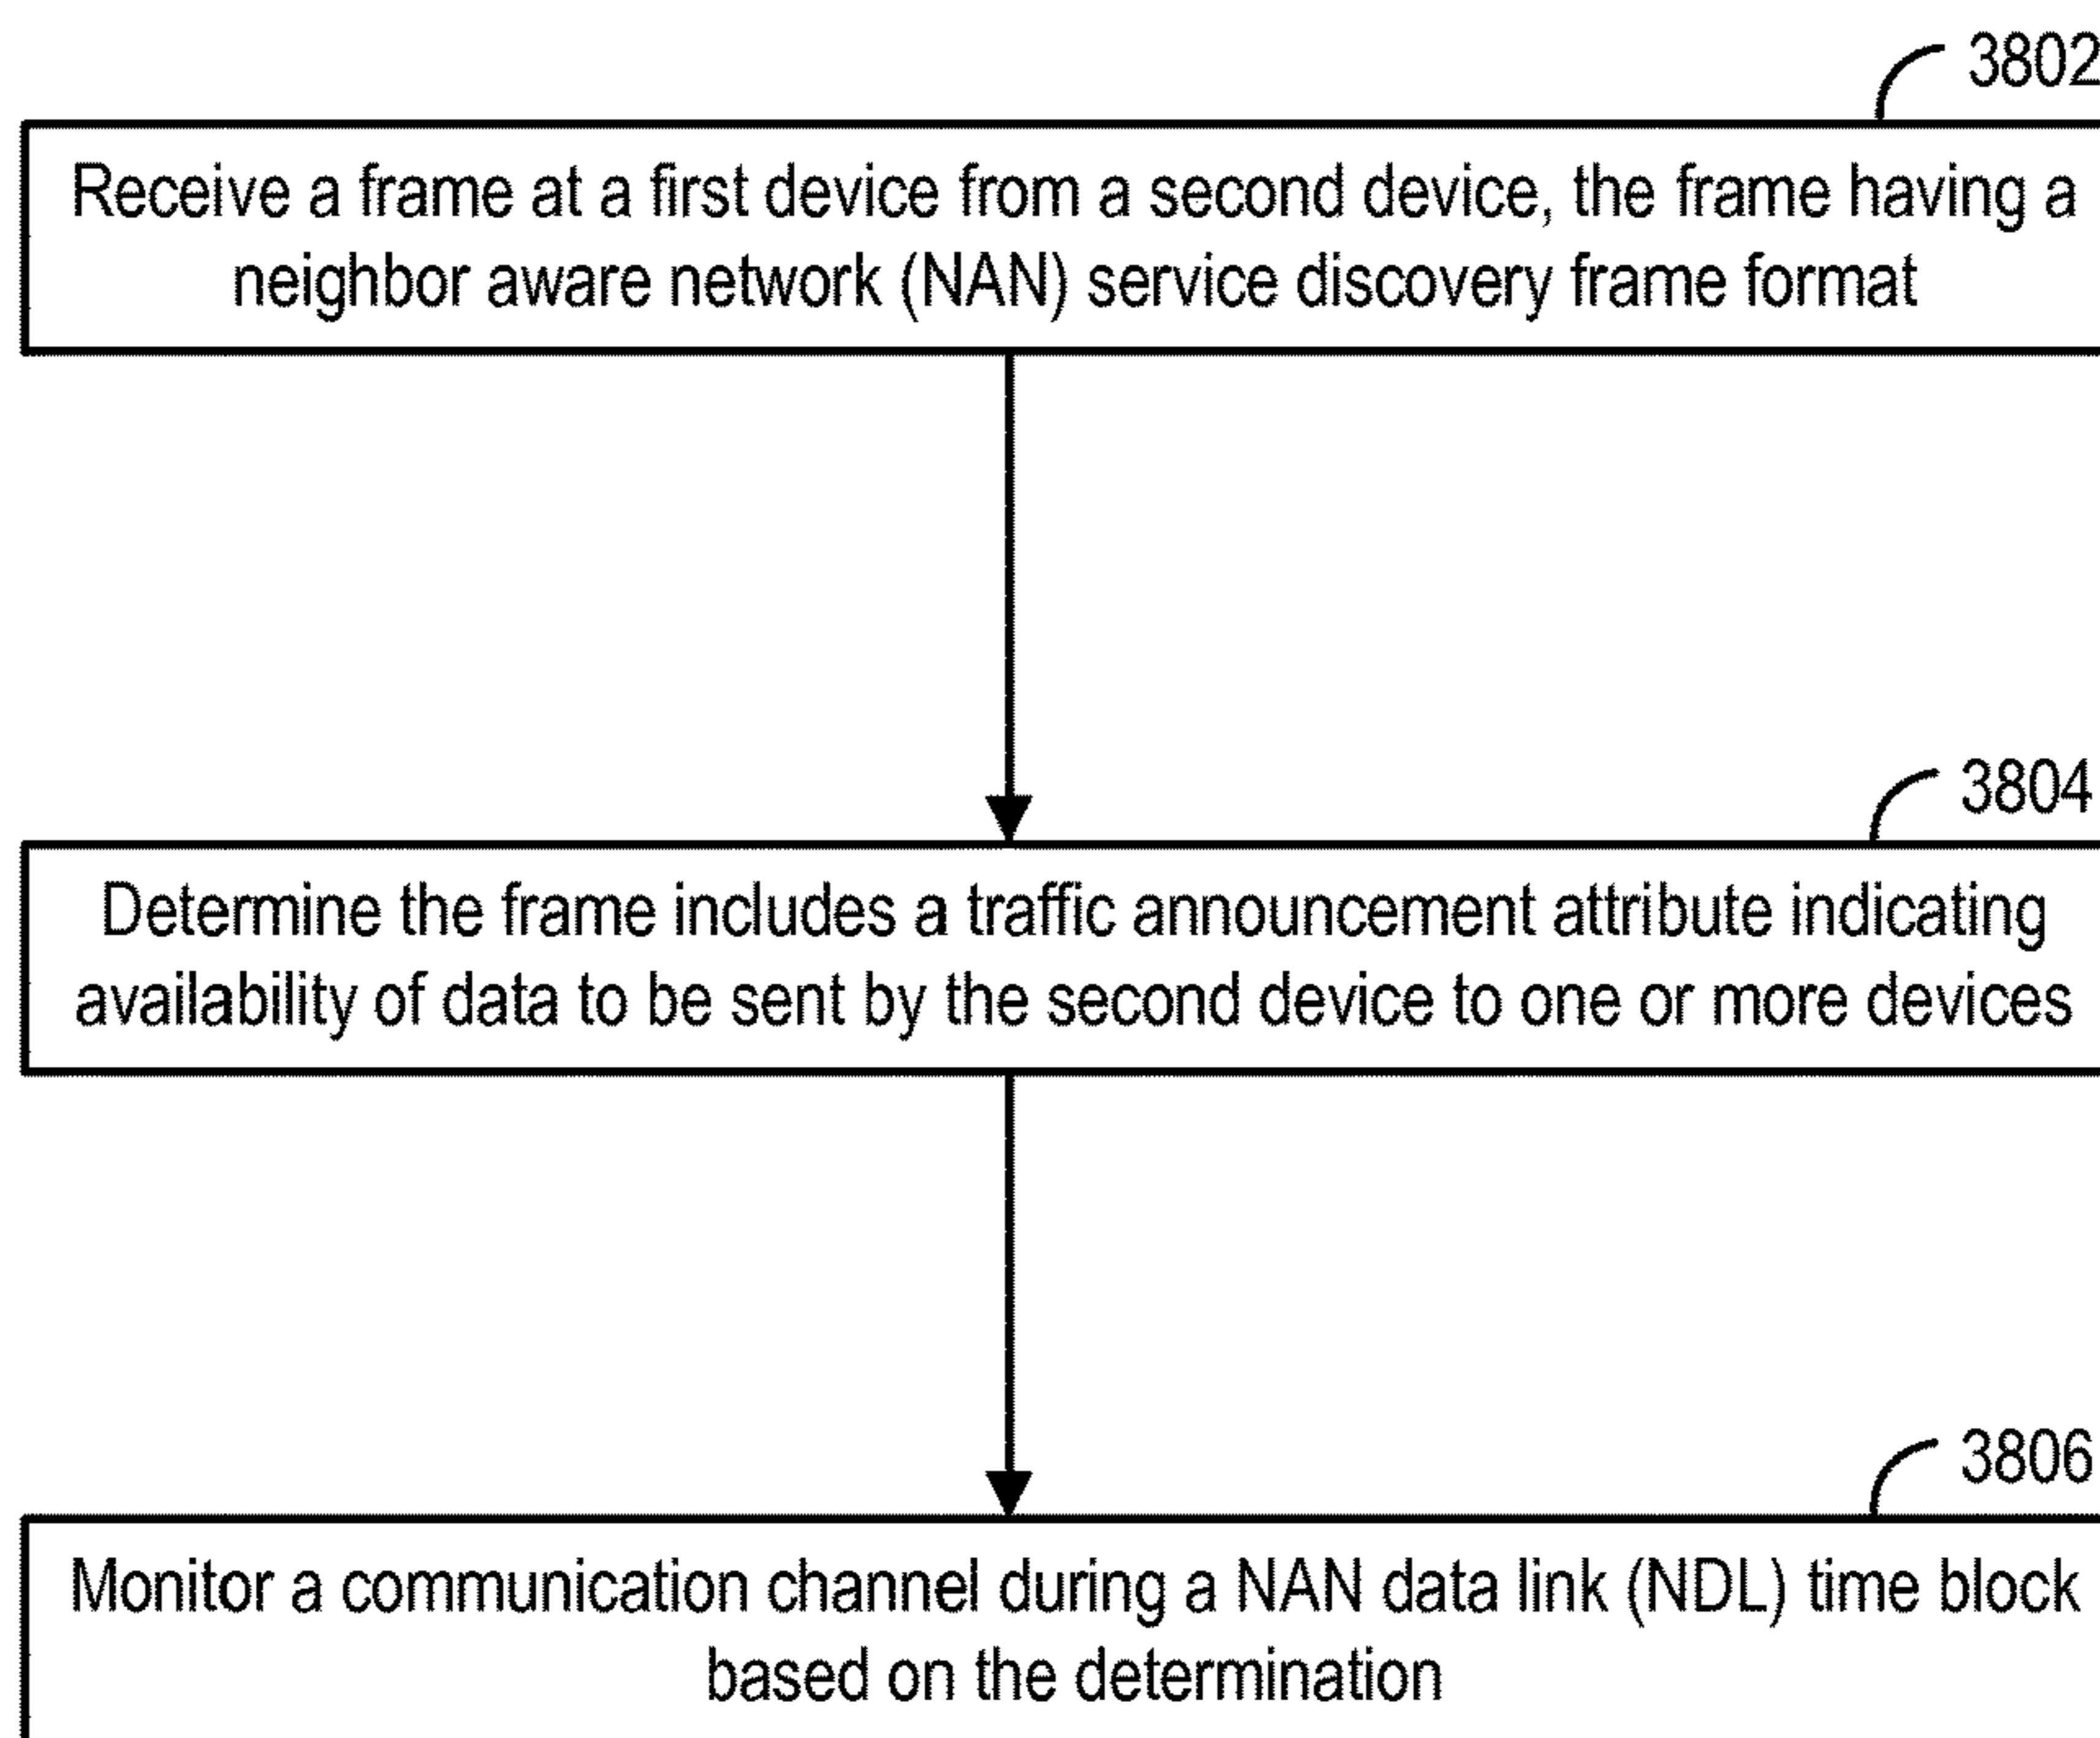 3802
Receive a frame at a first device from a second device, the frame having a
neighbor aware network (NAN) service discovery frame format
3804
Determine the frame includes a traffic announcement attribute indicating
availability of data to be sent by the second device to one or more devices
3806
Monitor a communication channel during a NAN data link (NDL) time block
based on the determination